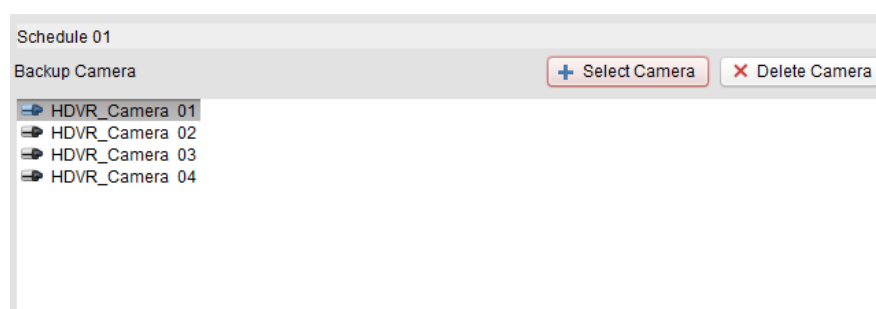 Schedule 01
Backup Camera
Select Camera
Delete Camera
HDVR_Camera 01
HDVR_Camera 02
HDVR_Camera 03
HDVR_Camera 04